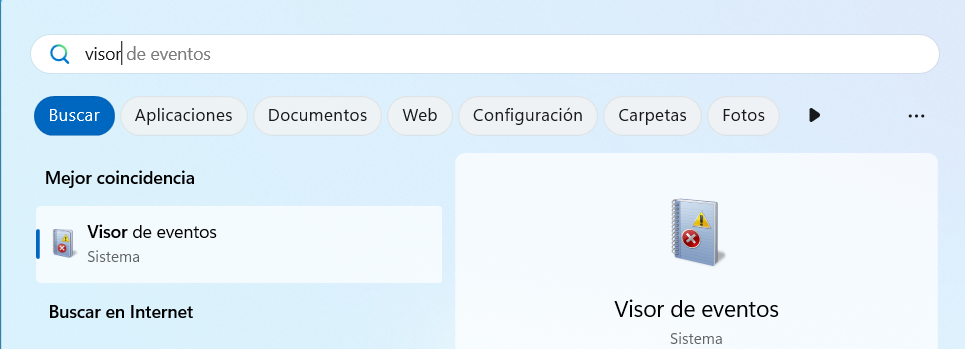 visor de eventos
Buscar Aplicaciones Documentos Web Configuración Carpetas Fotos
Mejor coincidencia
Visor de eventos
Sistema
Buscar en Internet
Visor de eventos
Sistema